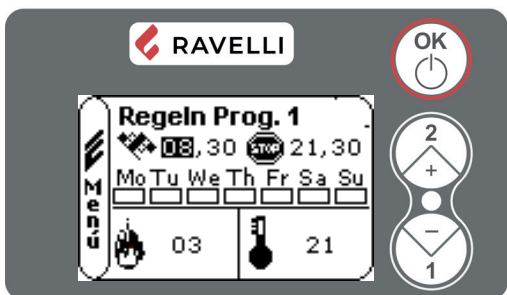 RAVELLI
OK
Regeln Prog. 1
08,30 STOP 21,30
Mo Tu We Th Fr Sa Su
Menú
03 21
2
+
−
1